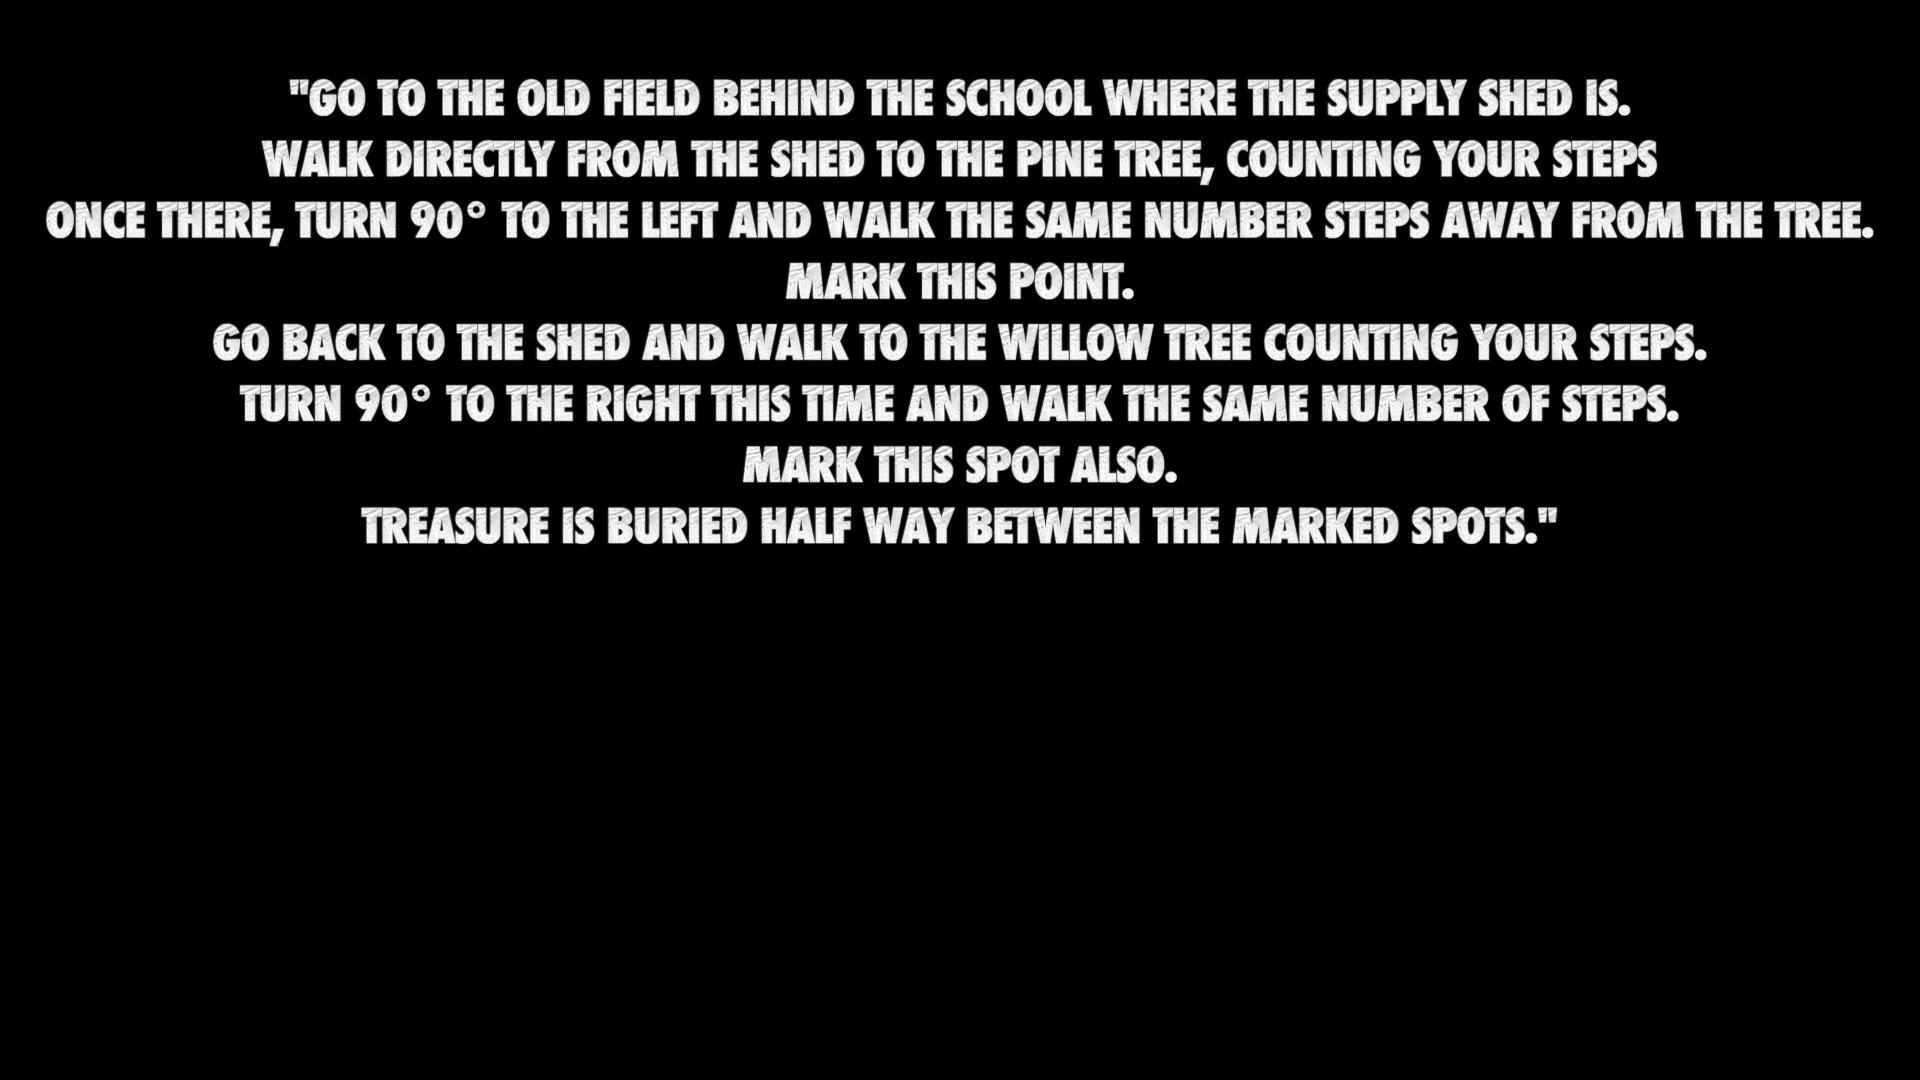 "GO TO THE OLD FIELD BEHIND THE SCHOOL WHERE THE SUPPLY SHED IS.
WALK DIRECTLY FROM THE SHED TO THE PINE TREE, COUNTING YOUR STEPS
ONCE THERE, TURN 90° TO THE LEFT AND WALK THE SAME NUMBER STEPS AWAY FROM THE TREE.
MARK THIS POINT.
GO BACK TO THE SHED AND WALK TO THE WILLOW TREE COUNTING YOUR STEPS.
TURN 90° TO THE RIGHT THIS TIME AND WALK THE SAME NUMBER OF STEPS.
MARK THIS SPOT ALSO.
TREASURE IS BURIED HALF WAY BETWEEN THE MARKED SPOTS."